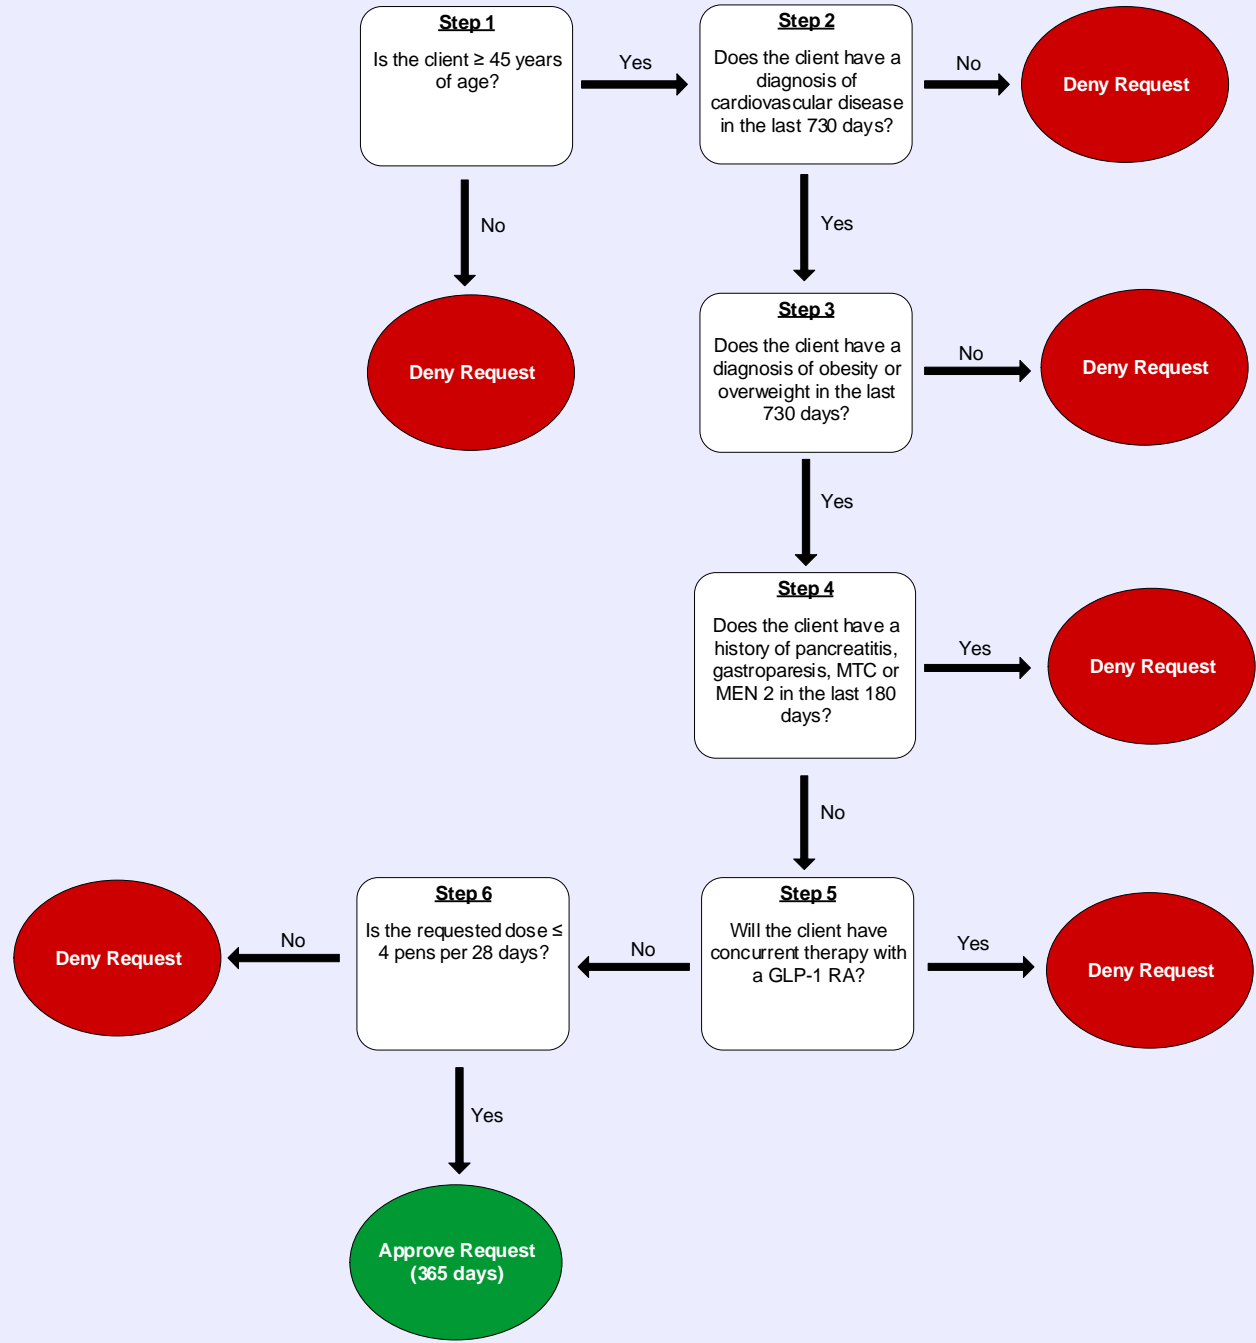 Step 1
Is the client ≥ 45 years
of age?
Yes
Step 2
Does the client have a
diagnosis of
cardiovascular disease
in the last 730 days?
No
Deny Request
No
Yes
Deny Request
Step 3
Does the client have a
diagnosis of obesity or
overweight in the last
730 days?
No
Deny Request
Yes
Step 4
Does the client have a
history of pancreatitis,
gastroparesis, MTC or
MEN 2 in the last 180
days?
Yes
Deny Request
No
Step 5
Will the client have
concurrent therapy with
a GLP-1 RA?
Yes
Deny Request
No
Step 6
Is the requested dose ≤
4 pens per 28 days?
No
Deny Request
Yes
Approve Request
(365 days)